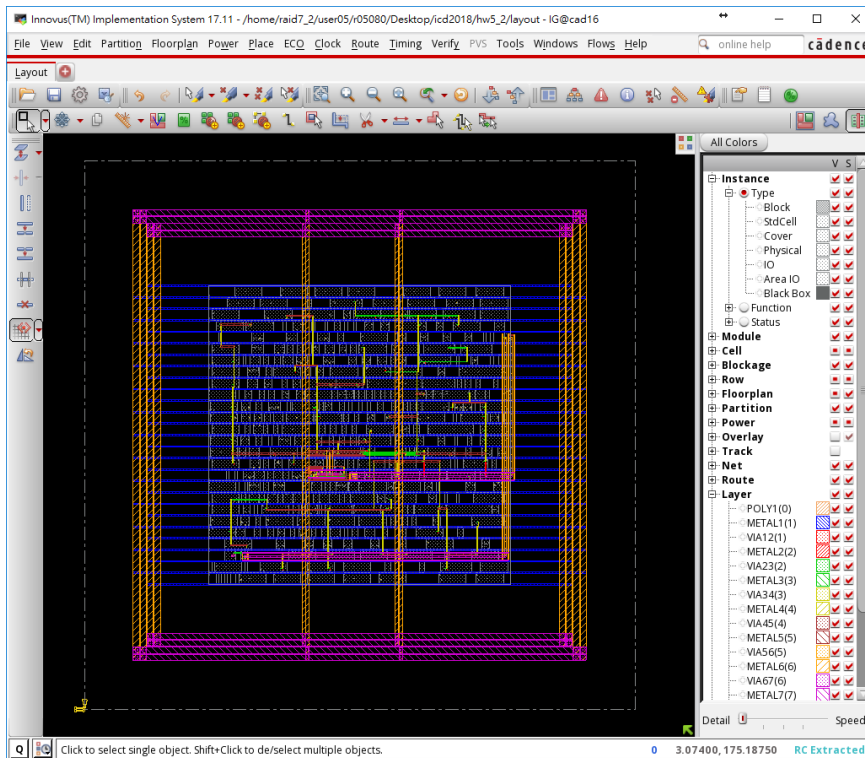 Innovus(TM) Implementation System 17.11 - /home/raid7_2/user05/r05080/Desktop/icd2018/hw5_2/layout - IG@cad16
File View Edit Partition Floorplan Power Place ECO Clock Route Timing Verify PVS Tools Windows Flows Help
online help
cādence
Layout
All Colors
V S
Instance
Type
Block
StdCell
Cover
Physical
IO
Area IO
Black Box
Function
Status
Module
Cell
Blockage
Row
Floorplan
Partition
Power
Overlay
Track
Net
Route
Layer
POLY1(0)
METAL1(1)
VIA12(1)
METAL2(2)
VIA23(2)
METAL3(3)
VIA34(3)
METAL4(4)
VIA45(4)
METAL5(5)
VIA56(5)
METAL6(6)
VIA67(6)
METAL7(7)
Detail Speed
Q Click to select single object. Shift+Click to de/select multiple objects. 0 3.07400, 175.18750 RC Extracted